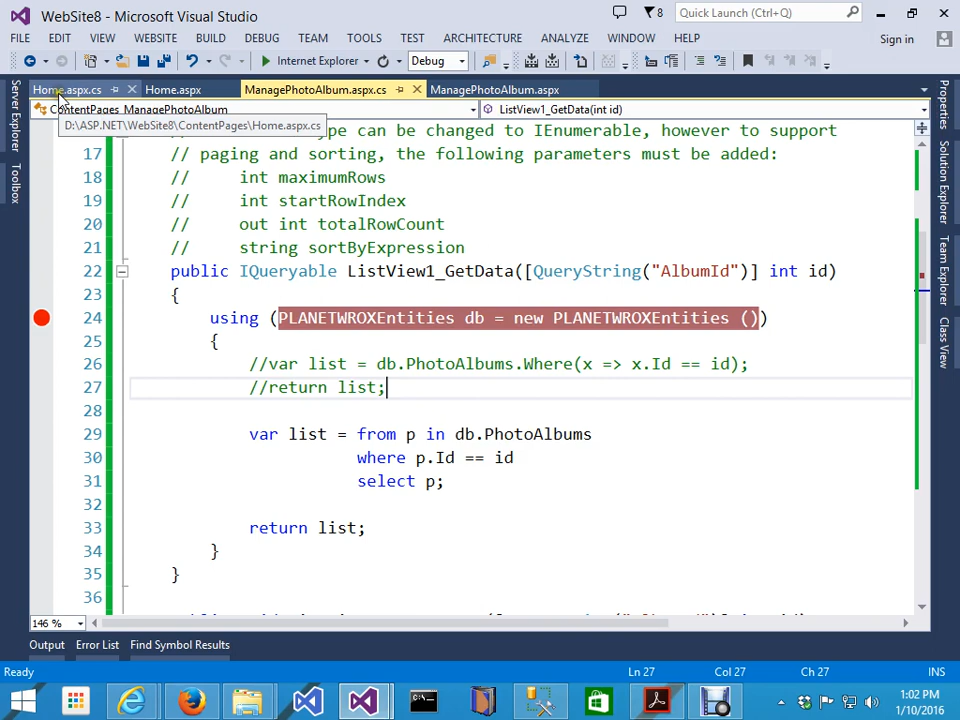 WebSite8 - Microsoft Visual Studio
8
Quick Launch (Ctrl+Q)
FILE EDIT VIEW WEBSITE BUILD DEBUG TEAM TOOLS TEST ARCHITECTURE ANALYZE WINDOW HELP
Sign in
Internet Explorer
Debug
Home.aspx.cs
Home.aspx
ManagePhotoAlbum.aspx.cs
ManagePhotoAlbum.aspx
ContentPages_ManagePhotoAlbum
ListView1_GetData(int id)
D:\ASP.NET\WebSite8\ContentPages\Home.aspx.cs
Server Explorer
Toolbox
Properties
Solution Explorer
Team Explorer
Class View
ype can be changed to IEnumerable, however to support
17 // paging and sorting, the following parameters must be added:
18 // int maximumRows
19 // int startRowIndex
20 // out int totalRowCount
21 // string sortByExpression
22 public IQueryable ListView1_GetData([QueryString("AlbumId")] int id)
23 {
24 using (PLANETWROXEntities db = new PLANETWROXEntities ())
25 {
26 //var list = db.PhotoAlbums.Where(x => x.Id == id);
27 //return list;
28
29 var list = from p in db.PhotoAlbums
30 where p.Id == id
31 select p;
32
33 return list;
34 }
35 }
36
146 %
Output
Error List
Find Symbol Results
Ready
Ln 27
Col 27
Ch 27
INS
1:02 PM
1/10/2016